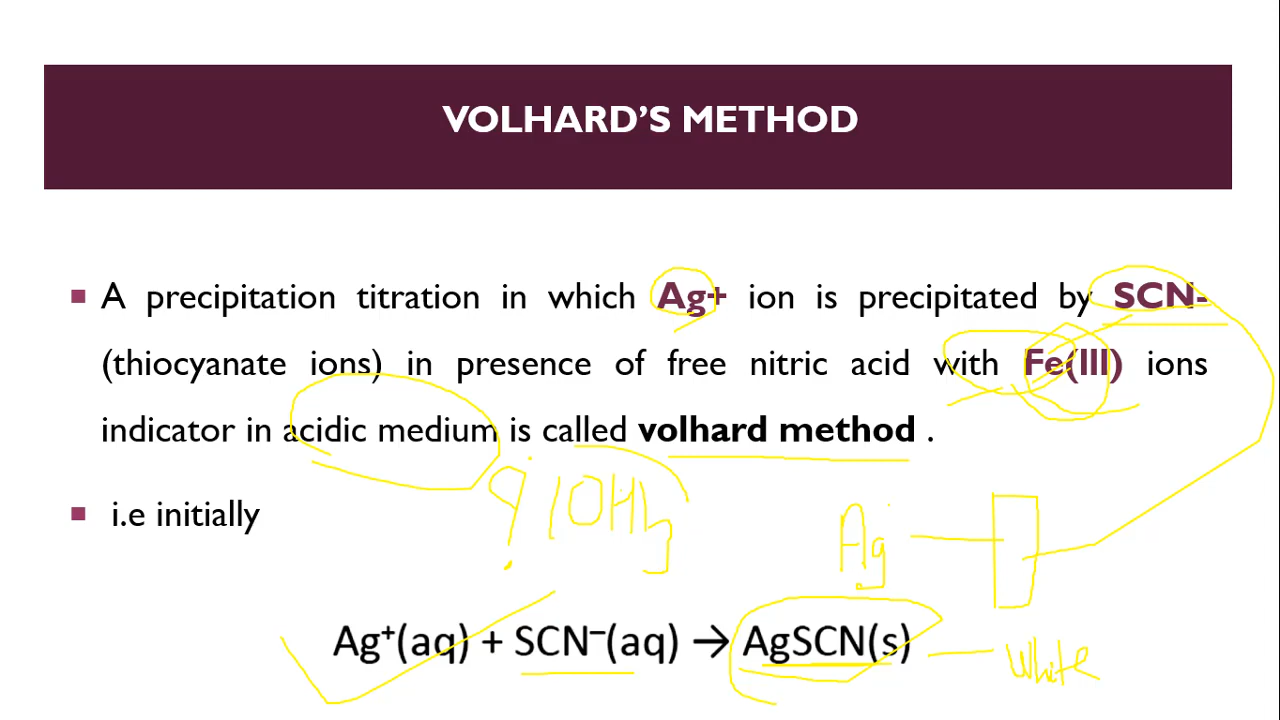 VOLHARD'S METHOD
▪ A precipitation titration in which Ag+ ion is precipitated by SCN-
(thiocyanate ions) in presence of free nitric acid with Fe(III) ions
indicator in acidic medium is called volhard method .
▪ i.e initially
Ag
Ag⁺(aq) + SCN⁻(aq) → AgSCN(s)
White